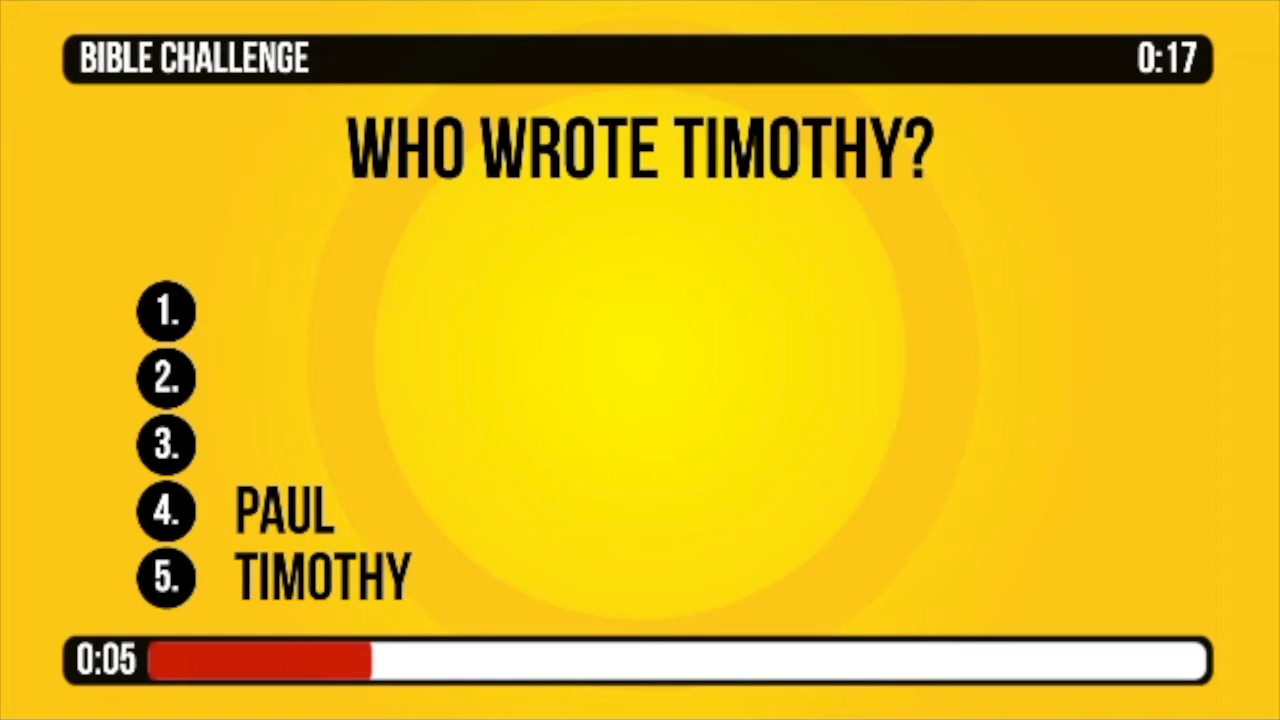 BIBLE CHALLENGE 0:17
WHO WROTE TIMOTHY?
1.
2.
3.
4. PAUL
5. TIMOTHY
0:05